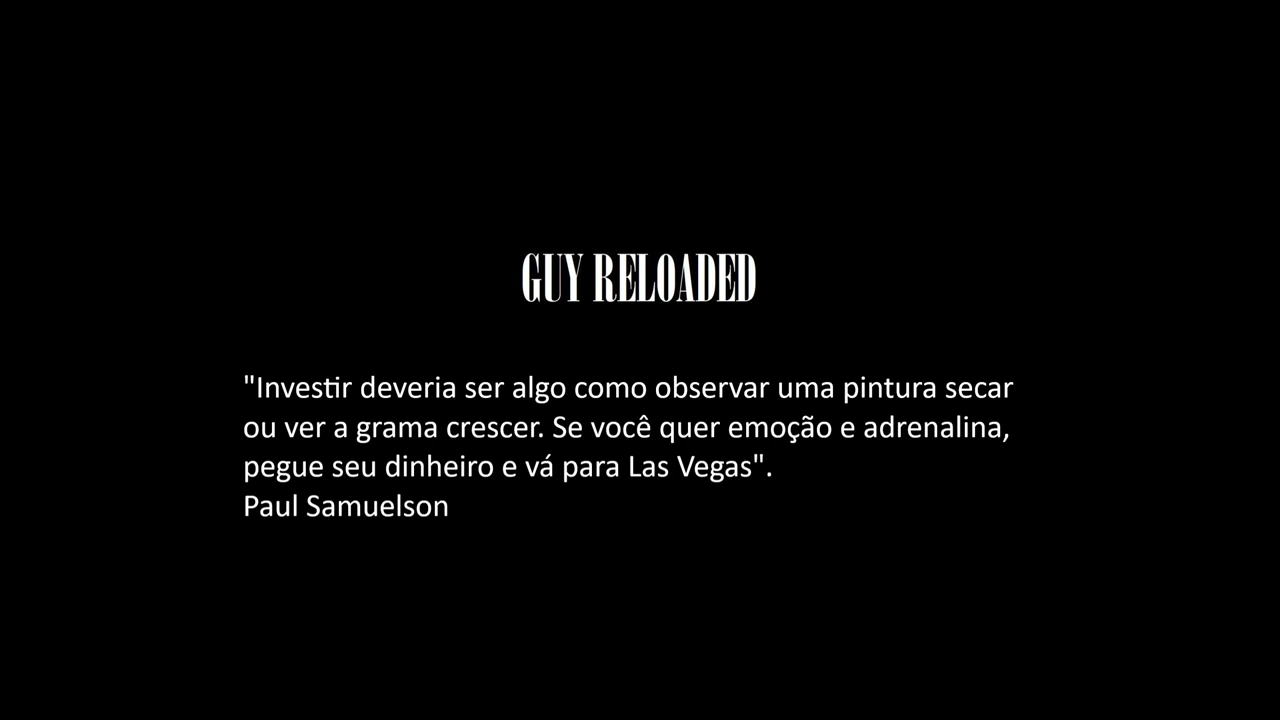 GUY RELOADED
"Investir deveria ser algo como observar uma pintura secar
ou ver a grama crescer. Se você quer emoção e adrenalina,
pegue seu dinheiro e vá para Las Vegas".
Paul Samuelson